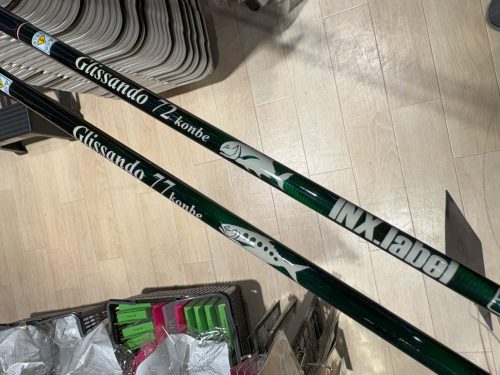 Glissando 72 konbe
INX.label
Glissando 77 konbe